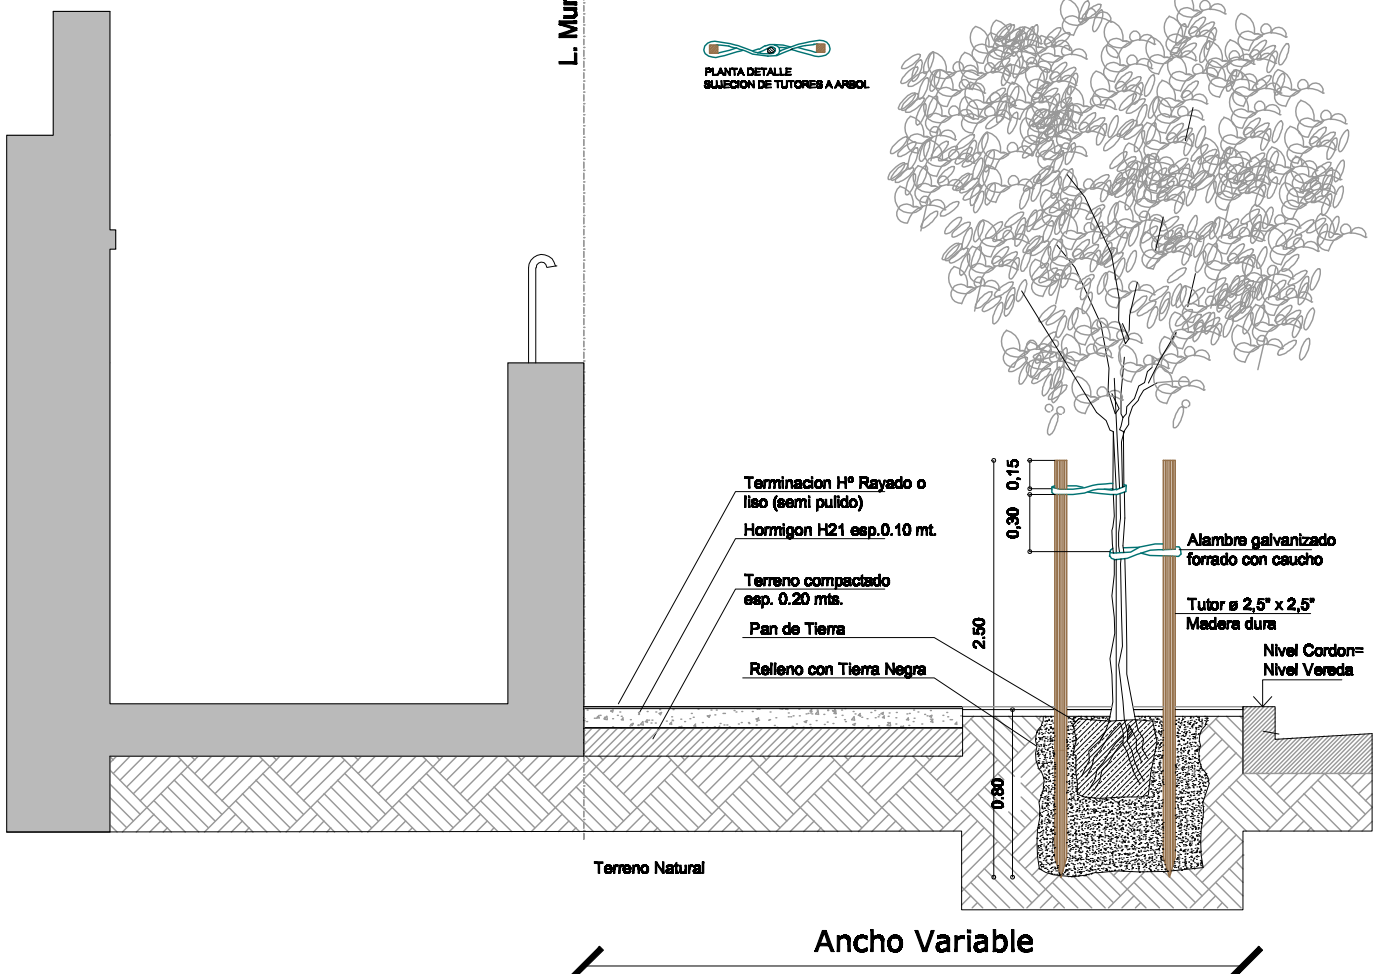 L. Mur
PLANTA DETALLE
SUJECION DE TUTORES A ARBOL
Terminacion Hº Rayado o
liso (semi pulido)
Hormigon H21 esp.0.10 mt.
Terreno compactado
esp. 0.20 mts.
Pan de Tierra
Relleno con Tierra Negra
0,15
0,30
2.50
0.80
Alambre galvanizado
forrado con caucho
Tutor ø 2,5" x 2,5"
Madera dura
Nivel Cordon=
Nivel Vereda
Terreno Natural
Ancho Variable